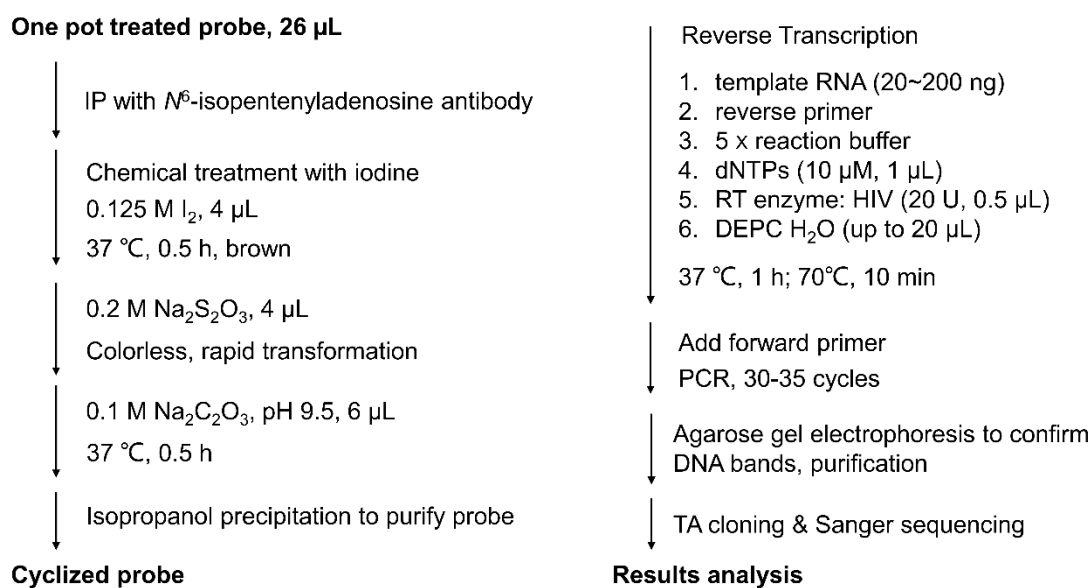 One pot treated probe, 26 µL
IP with N⁶-isopentenyladenosine antibody
Chemical treatment with iodine
0.125 M I₂, 4 µL
37 ℃, 0.5 h, brown
0.2 M Na₂S₂O₃, 4 µL
Colorless, rapid transformation
0.1 M Na₂C₂O₃, pH 9.5, 6 µL
37 ℃, 0.5 h
Isopropanol precipitation to purify probe
Cyclized probe
Reverse Transcription
1. template RNA (20~200 ng)
2. reverse primer
3. 5 x reaction buffer
4. dNTPs (10 µM, 1 µL)
5. RT enzyme: HIV (20 U, 0.5 µL)
6. DEPC H₂O (up to 20 µL)
37 ℃, 1 h; 70℃, 10 min
Add forward primer
PCR, 30-35 cycles
Agarose gel electrophoresis to confirm
DNA bands, purification
TA cloning & Sanger sequencing
Results analysis